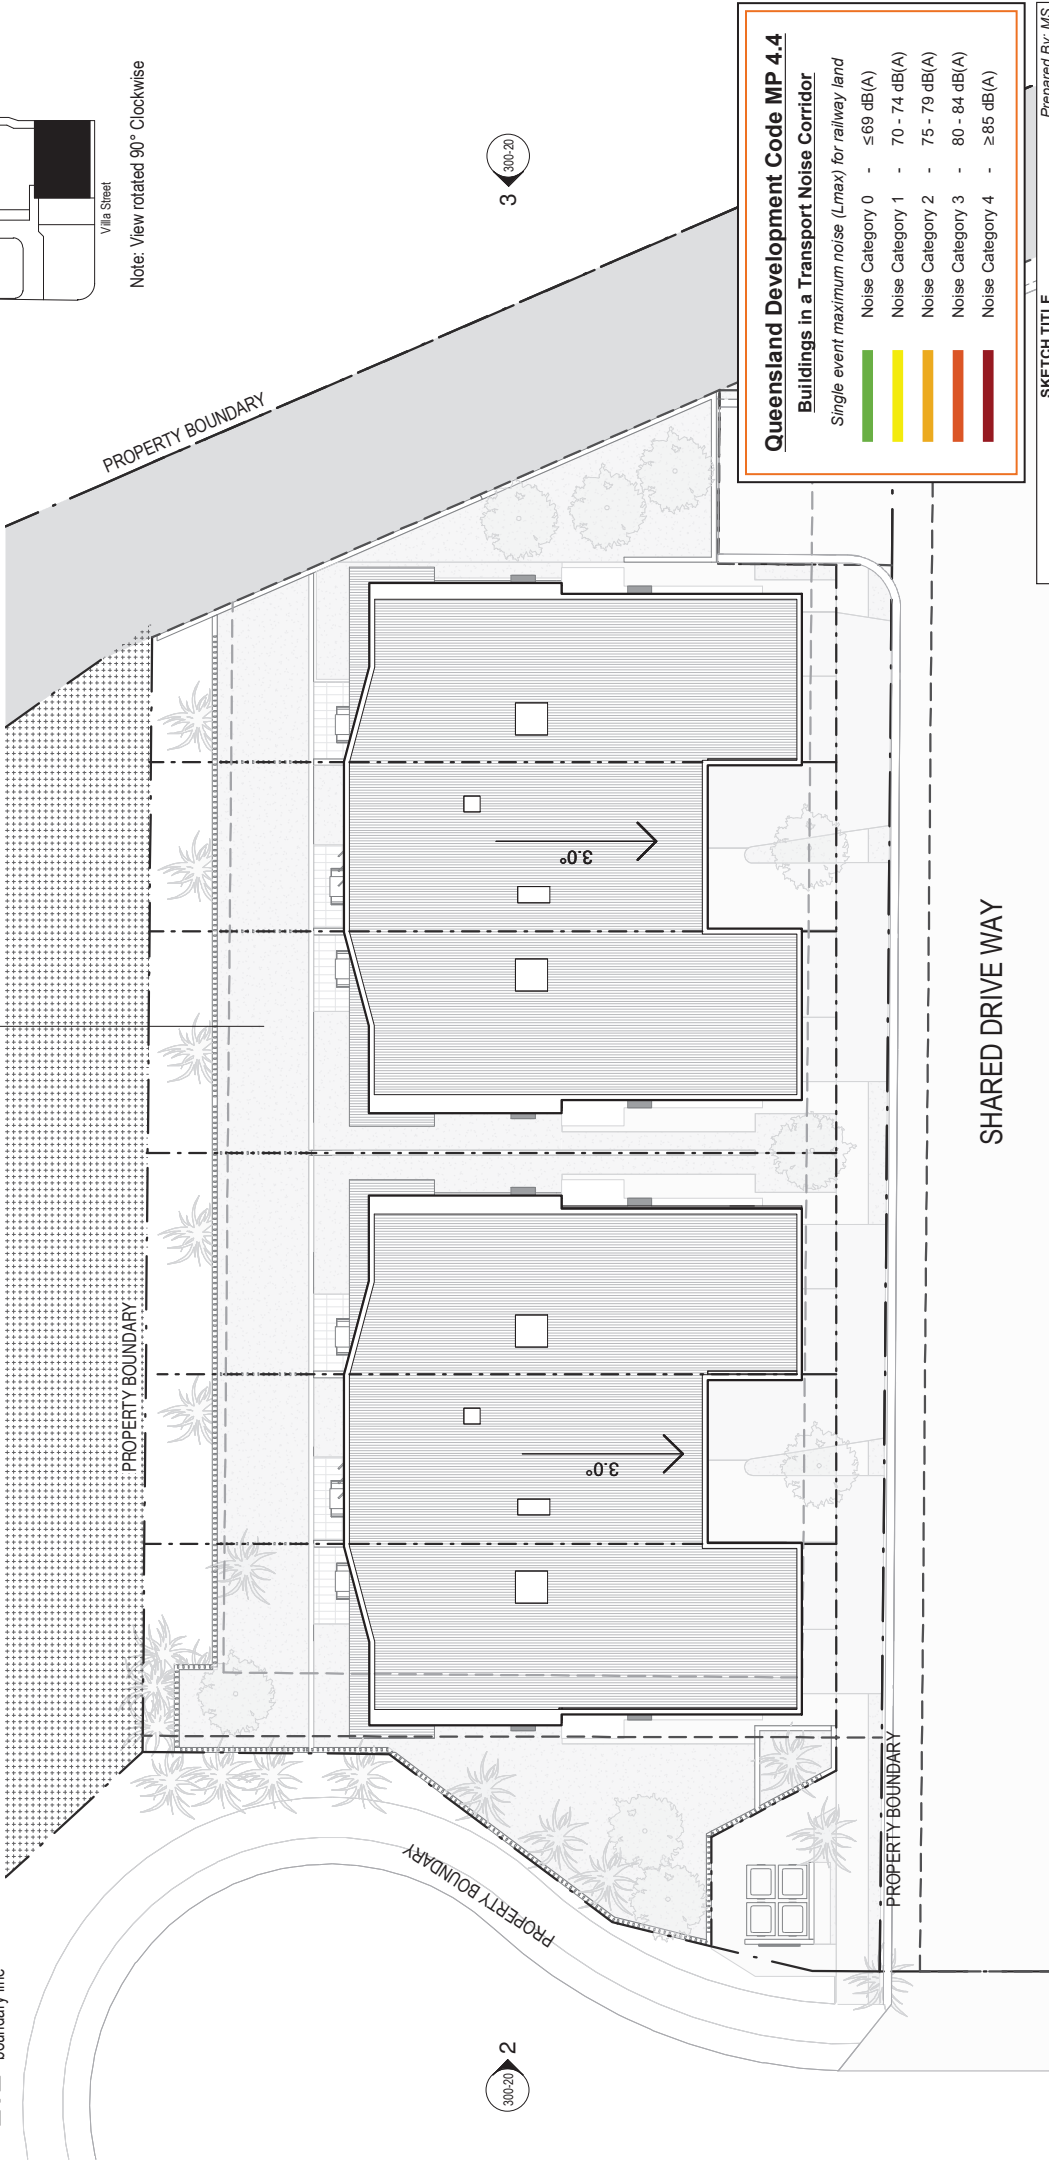 Villa Street
Note: View rotated 90° Clockwise
300-20
3
PROPERTY BOUNDARY
Queensland Development Code MP 4.4
Buildings in a Transport Noise Corridor
Single event maximum noise (Lmax) for railway land
Noise Category 0 - ≤69 dB(A)
Noise Category 1 - 70 - 74 dB(A)
Noise Category 2 - 75 - 79 dB(A)
Noise Category 3 - 80 - 84 dB(A)
Noise Category 4 - ≥85 dB(A)
Prepared By: MS
SKETCH TITLE
3.0°
SHARED DRIVE WAY
PROPERTY BOUNDARY
3.0°
PROPERTY BOUNDARY
PROPERTY BOUNDARY
boundary line
300-20
2